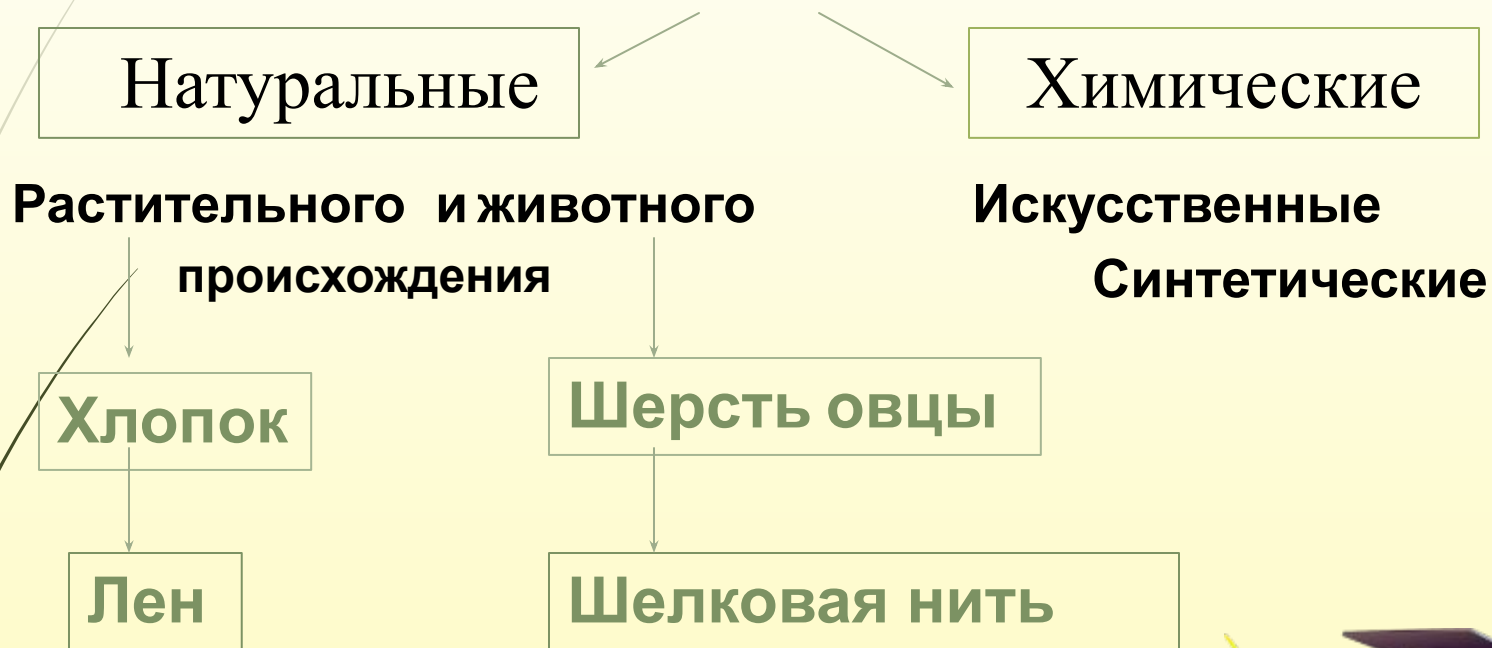 Натуральные
Химические
Растительного и животного
происхождения
Искусственные
Синтетические
Хлопок
Шерсть овцы
Лен
Шелковая нить